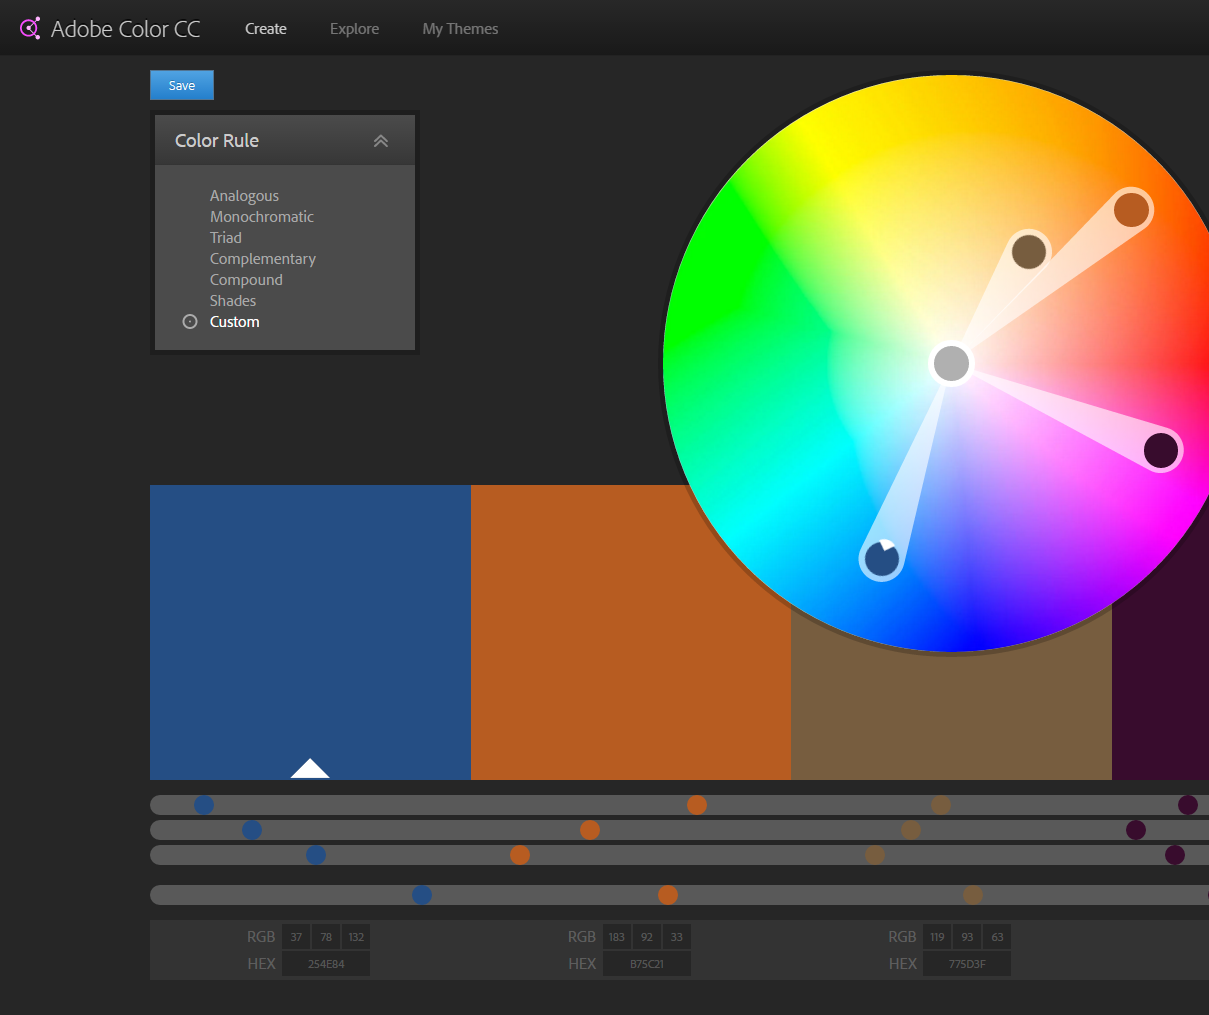 Adobe Color CC Create Explore My Themes
Save
Color Rule
Analogous
Monochromatic
Triad
Complementary
Compound
Shades
Custom
RGB 37 78 132 RGB 183 92 33 RGB 119 93 63
HEX 254E84 HEX B75C21 HEX 775D3F